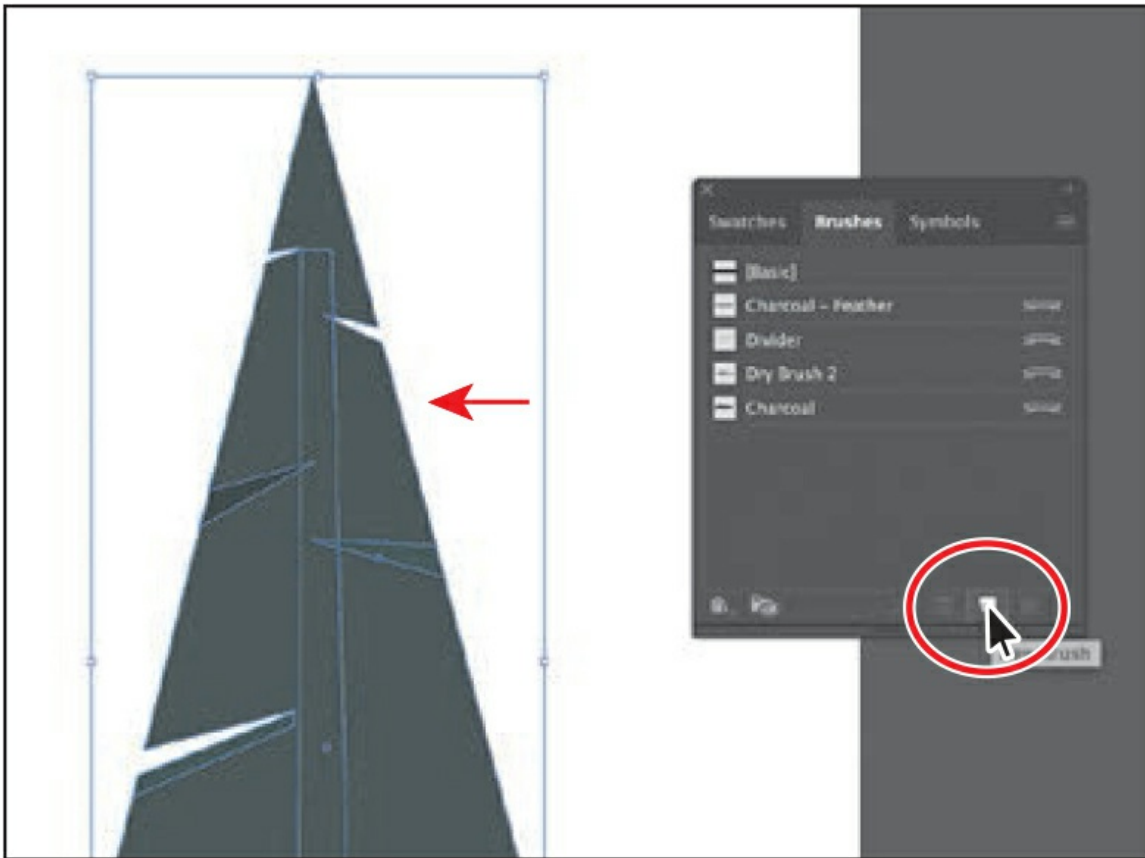 Swatches Brushes Symbols
[Basic]
Charcoal – Feather
Divider
Dry Brush 2
Charcoal